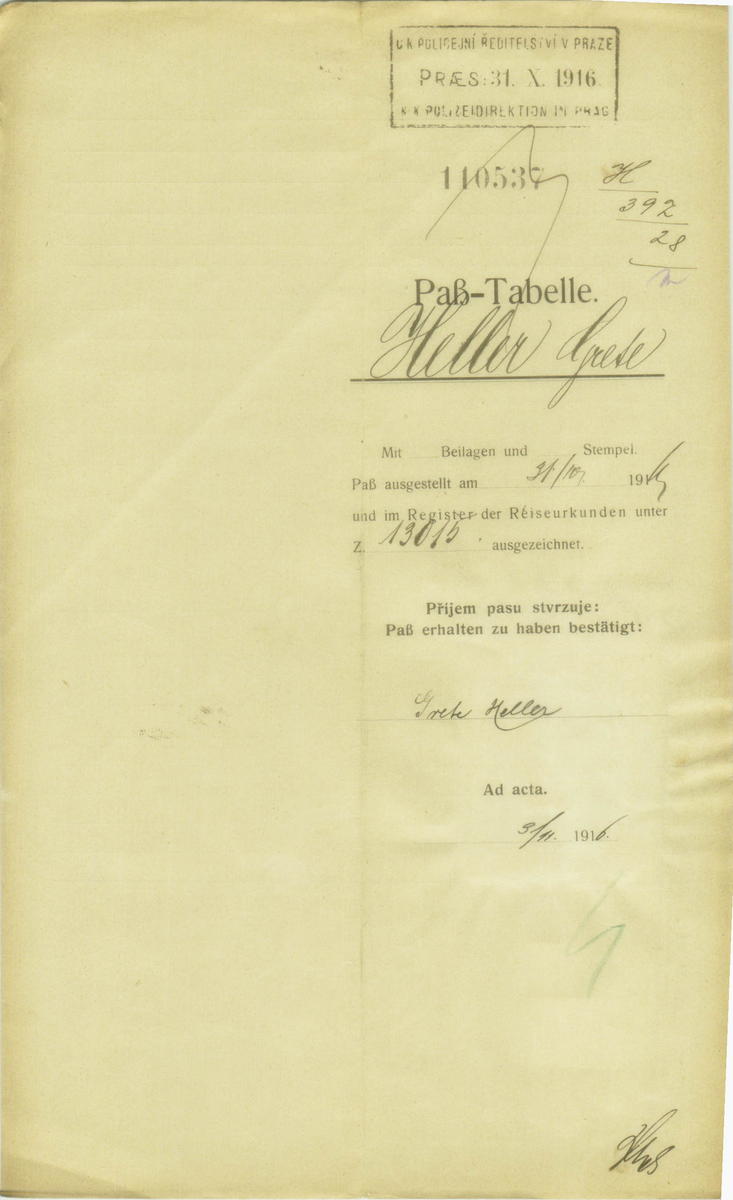 C K POLICEJNÍ ŘEDITELSTVÍ V PRAZE
PRÆS: 31. X. 1916.
K K POLIZEIDIREKTION IN PRAG
110537
H
392
28
Paß-Tabelle.
Heller Grete
Mit Beilagen und Stempel.
Paß ausgestellt am 31/10 1916
und im Register der Reiseurkunden unter
Z. 13015 ausgezeichnet.
Příjem pasu stvrzuje:
Paß erhalten zu haben bestätigt:
Grete Heller
Ad acta.
3/11. 1916.